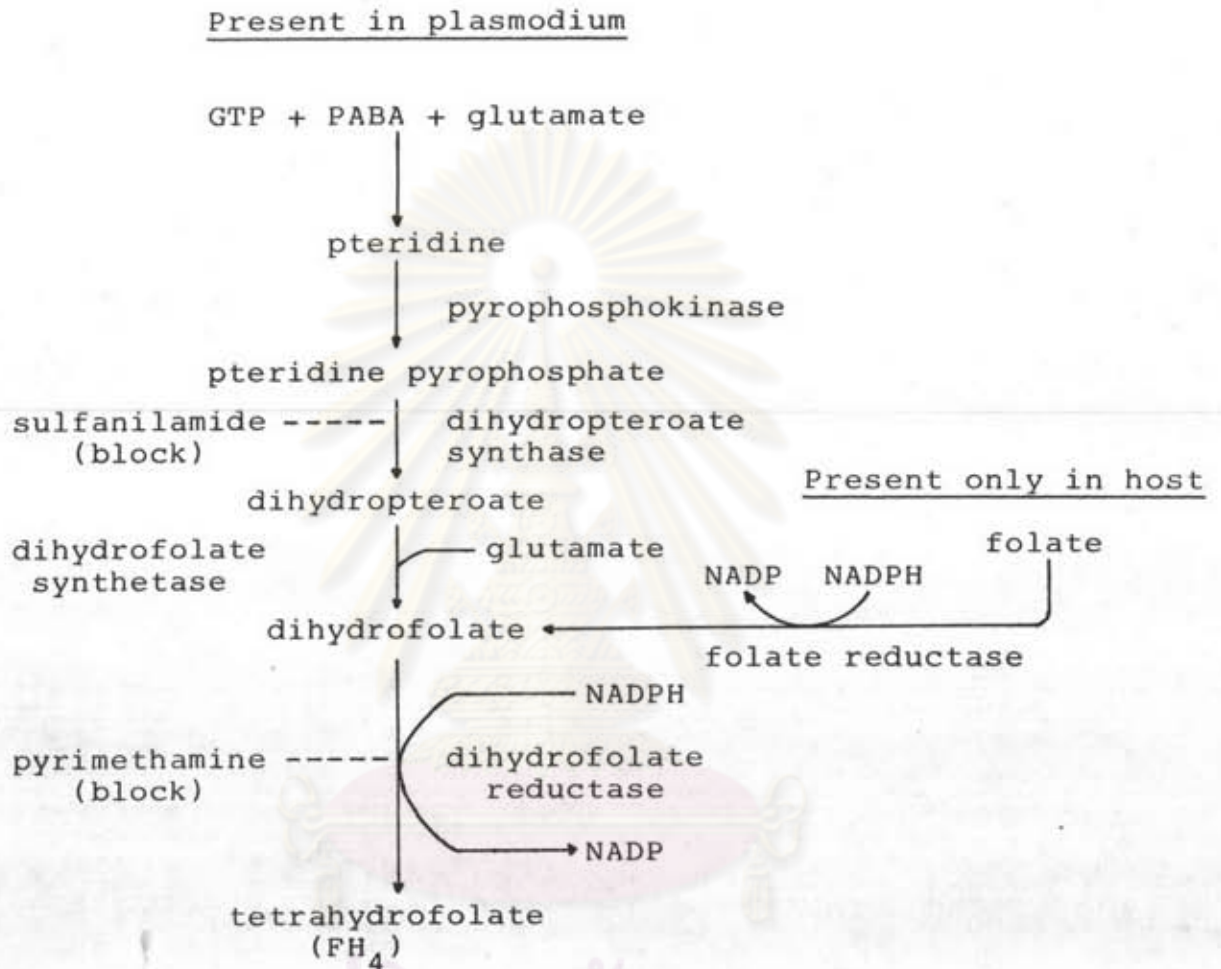 Present in plasmodium
GTP + PABA + glutamate
pteridine
pyrophosphokinase
pteridine pyrophosphate
sulfanilamide
(block)
dihydropteroate
synthase
Present only in host
dihydropteroate
dihydrofolate
synthetase
glutamate
folate
NADP NADPH
dihydrofolate
folate reductase
NADPH
pyrimethamine
(block)
dihydrofolate
reductase
NADP
tetrahydrofolate
(FH4)